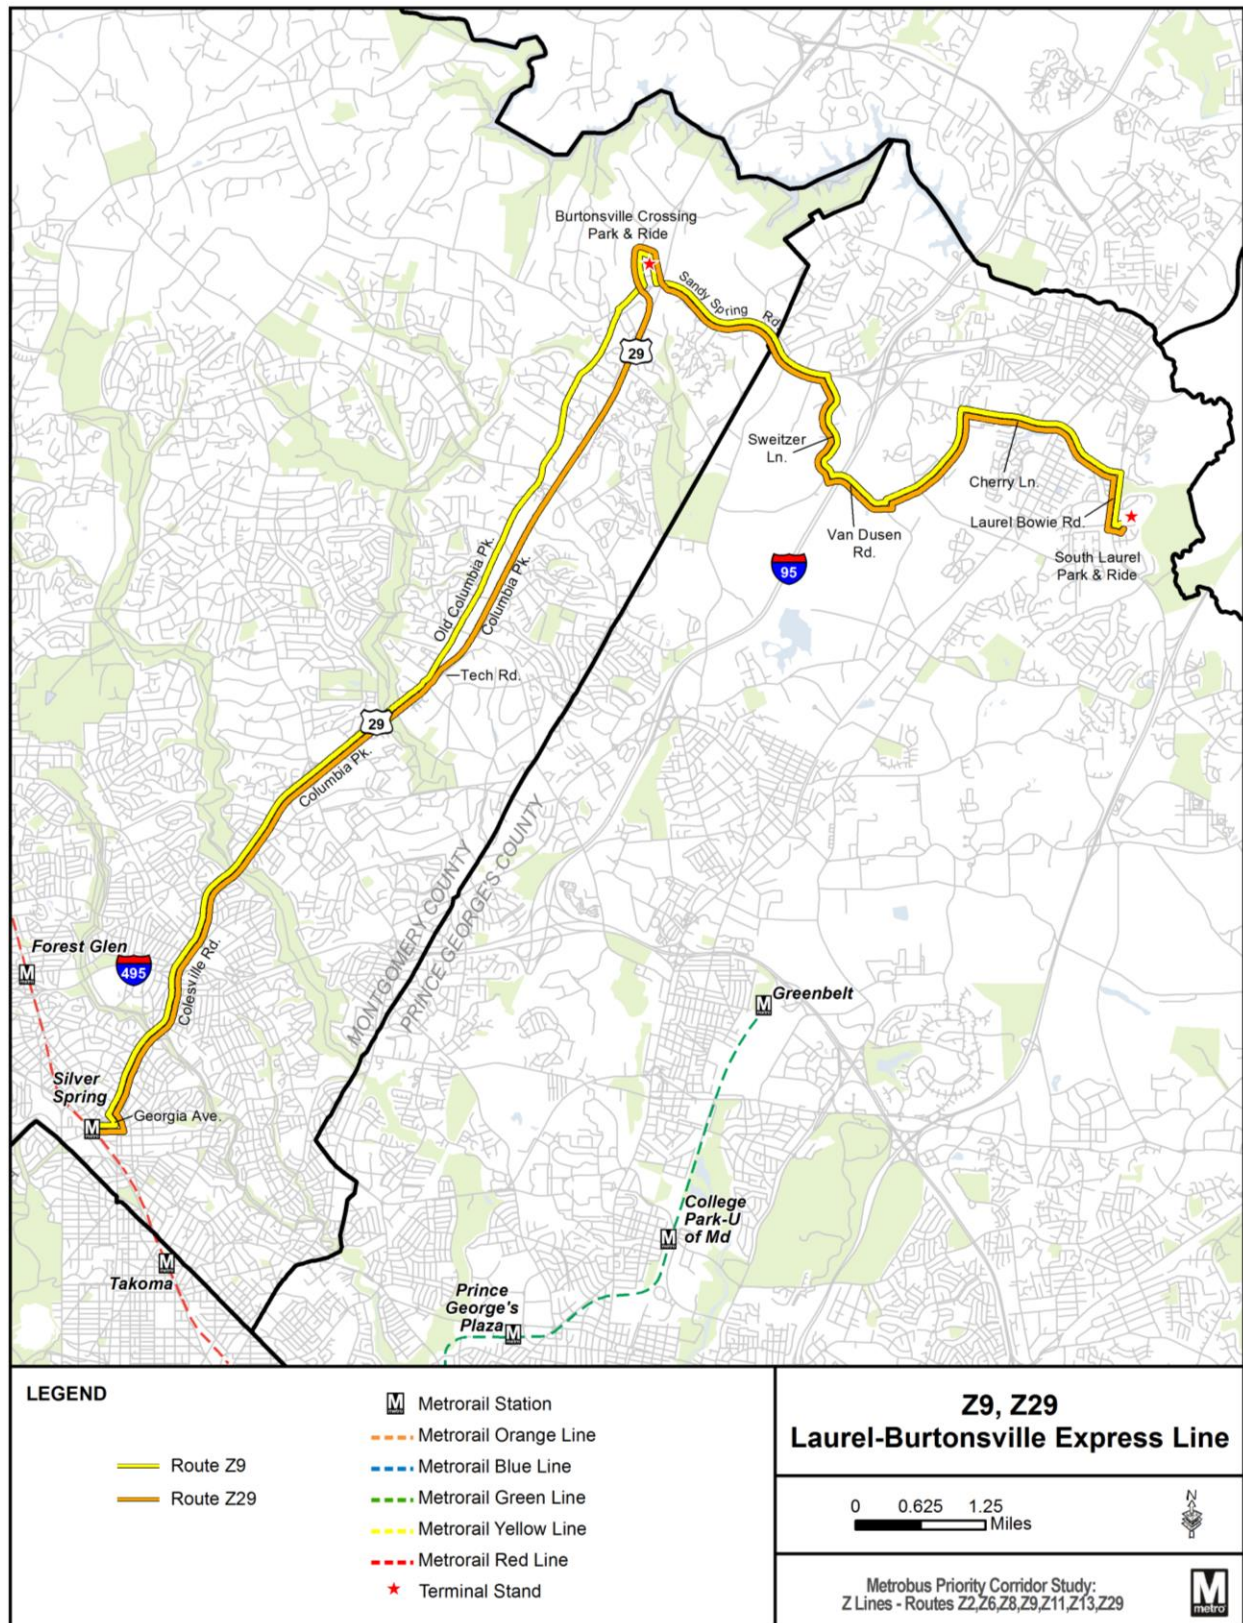 Burtonsville Crossing
Park & Ride
Sandy Spring Rd.
29
Sweitzer
Ln.
Cherry Ln.
Laurel Bowie Rd.
Van Dusen
Rd.
South Laurel
Park & Ride
95
Old Columbia Pk.
Columbia Pk.
Tech Rd.
29
Columbia Pk.
MONTGOMERY COUNTY
PRINCE GEORGES COUNTY
Forest Glen
M
495
Colesville Rd.
Greenbelt
M
Silver
Spring
M
Georgia Ave.
College
Park-U
of Md
M
Takoma
M
Prince
George's
Plaza
M
LEGEND
Route Z9
Route Z29
M
Metrorail Station
Metrorail Orange Line
Metrorail Blue Line
Metrorail Green Line
Metrorail Yellow Line
Metrorail Red Line
Terminal Stand
Z9, Z29
Laurel-Burtonsville Express Line
0 0.625 1.25
Miles
N
Metrobus Priority Corridor Study:
Z Lines - Routes Z2,Z6,Z8,Z9,Z11,Z13,Z29
M
metro